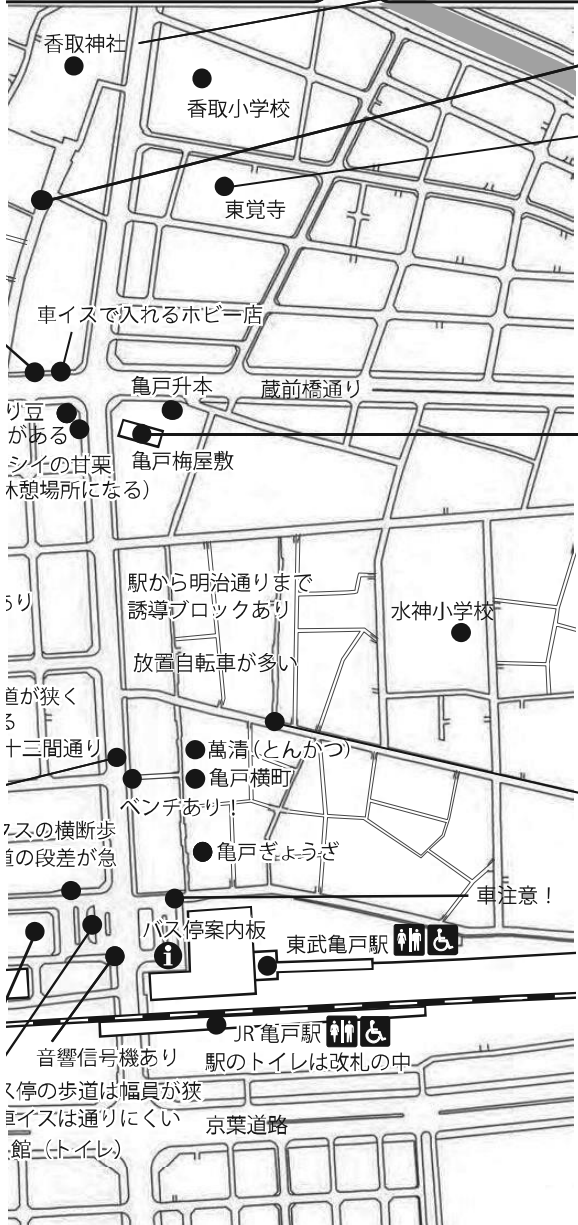 香取神社
香取小学校
東覚寺
車イスで入れるホビー店
亀戸升本
蔵前橋通り
り豆
がある
シイの甘栗
休憩場所になる）
亀戸梅屋敷
駅から明治通りまで
誘導ブロックあり
あり
水神小学校
放置自転車が多い
道が狭く
る
十三間通り
萬清（とんかつ）
亀戸横町
ベンチあり！
クスの横断歩
道の段差が急
亀戸ぎょうざ
車注意！
バス停案内板
東武亀戸駅
JR 亀戸駅
駅のトイレは改札の中
音響信号機あり
ス停の歩道は幅員が狭
車イスは通りにくい
館（トイレ）
京葉道路